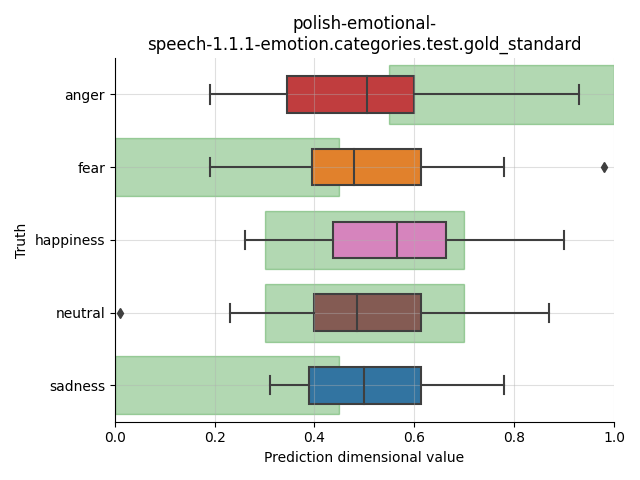 polish-emotional-
speech-1.1.1-emotion.categories.test.gold_standard
anger
fear
happiness
neutral
sadness
Truth
0.0 0.2 0.4 0.6 0.8 1.0
Prediction dimensional value